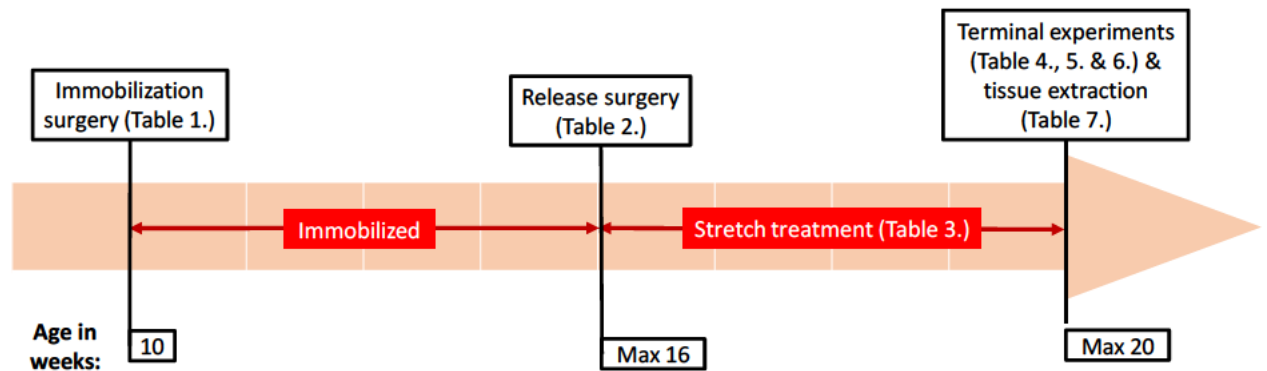 Immobilization
surgery (Table 1.)
Release surgery
(Table 2.)
Terminal experiments
(Table 4., 5. & 6.) &
tissue extraction
(Table 7.)
Immobilized
Stretch treatment (Table 3.)
Age in
weeks:
10
Max 16
Max 20